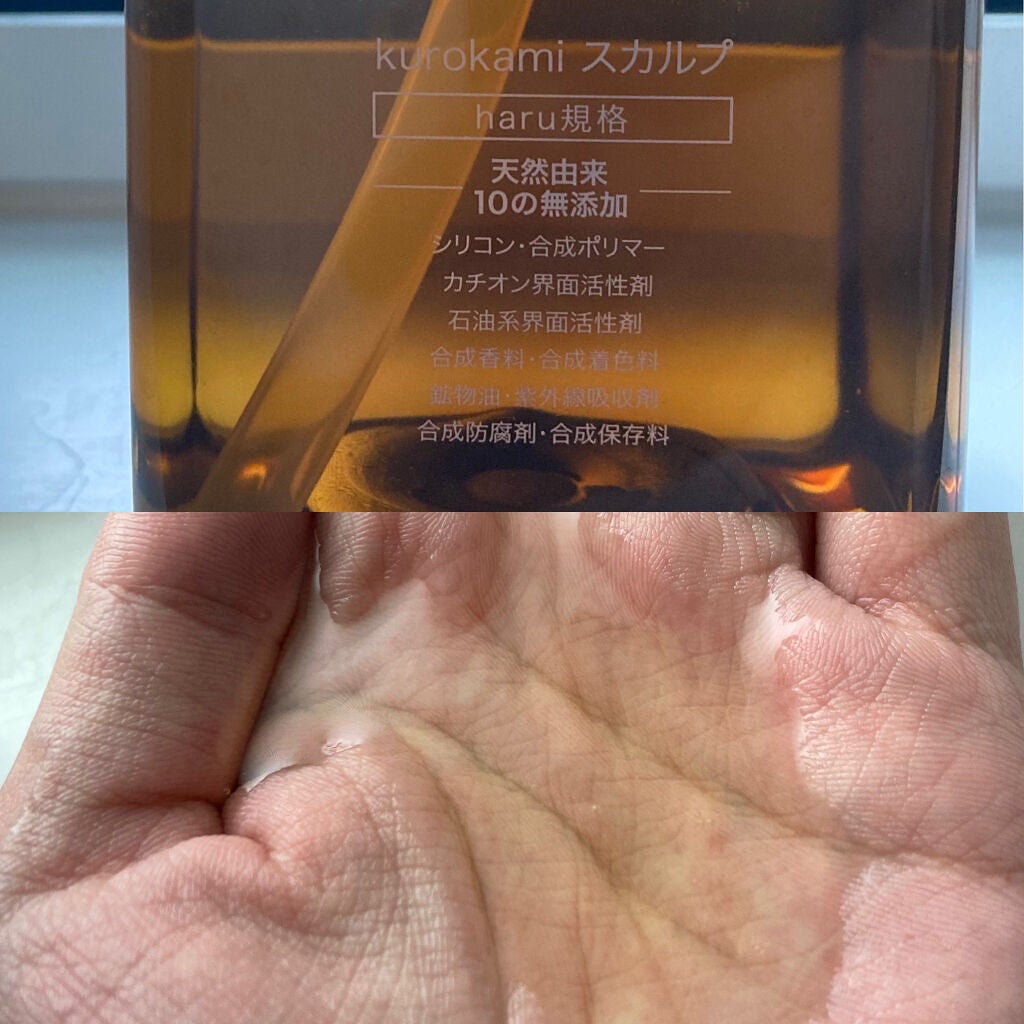 kurokami スカルプ
haru規格
天然由来
10の無添加
シリコン・合成ポリマー
カチオン界面活性剤
石油系界面活性剤
合成香料・合成着色料
鉱物油・紫外線吸収剤
合成防腐剤・合成保存料